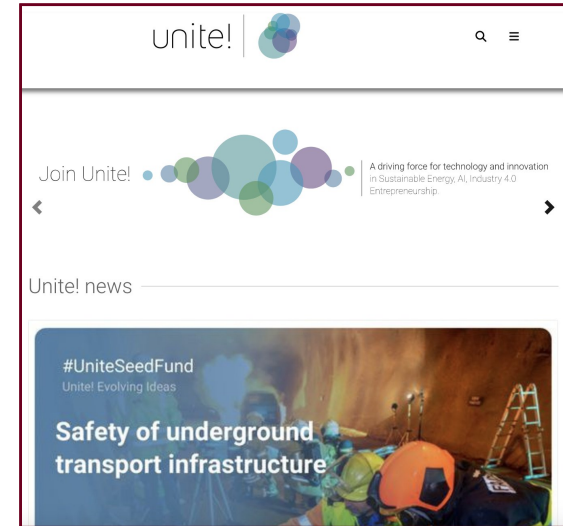 unite!
Join Unite!
A driving force for technology and innovation
in Sustainable Energy, AI, Industry 4.0
Entrepreneurship.
Unite! news
#UniteSeedFund
Unite! Evolving Ideas
Safety of underground
transport infrastructure